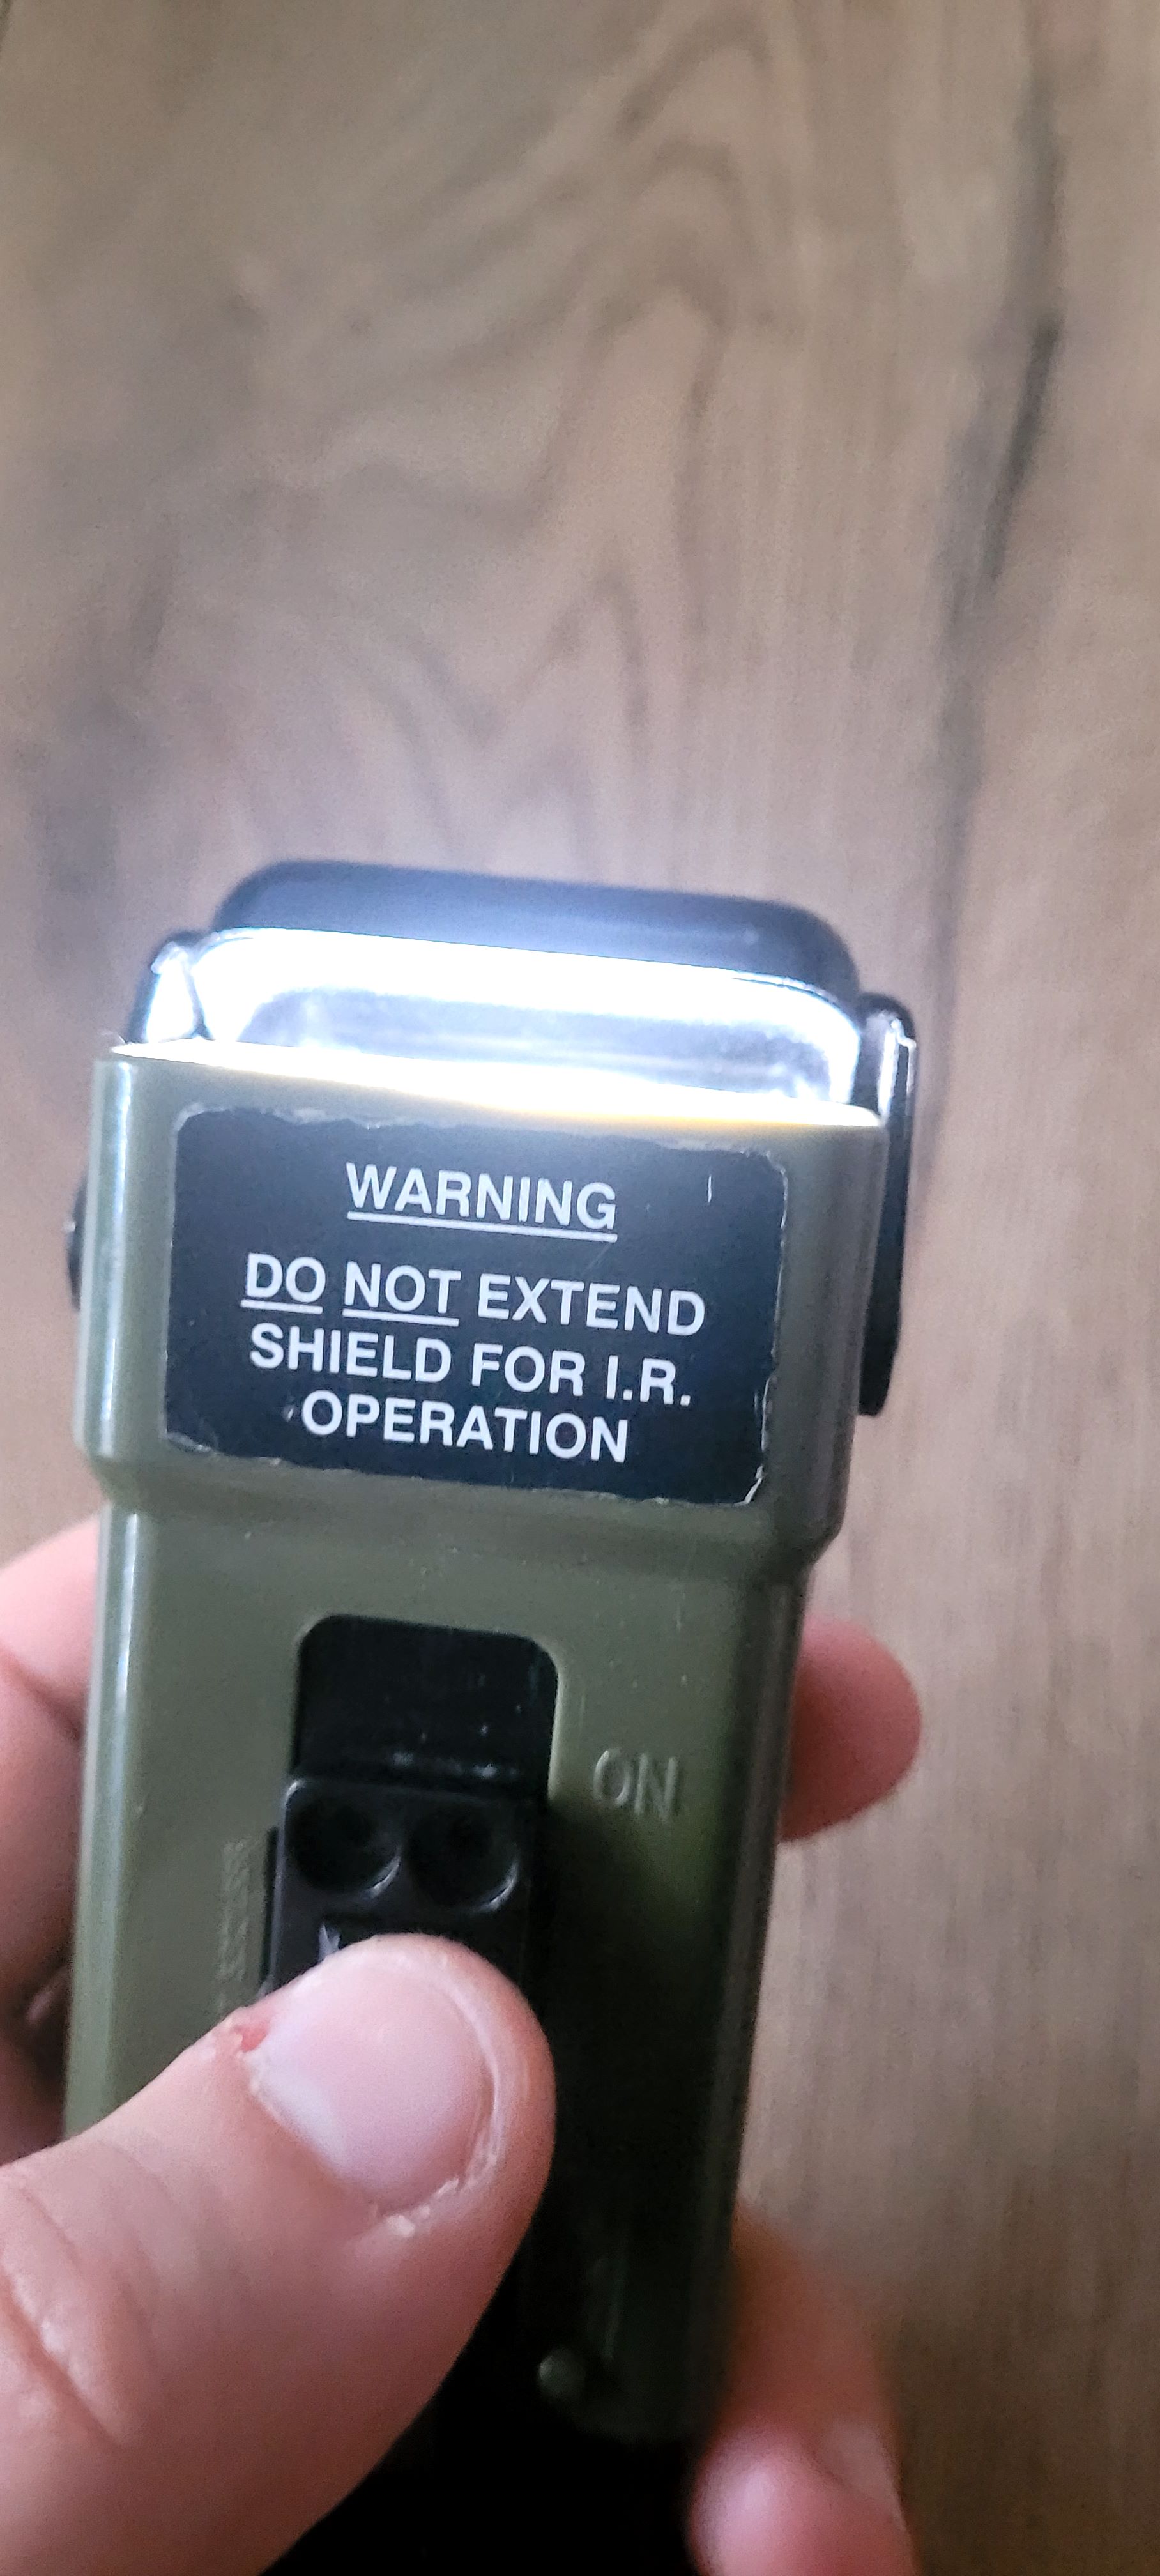 WARNING
DO NOT EXTEND
SHIELD FOR I.R.
OPERATION
ON